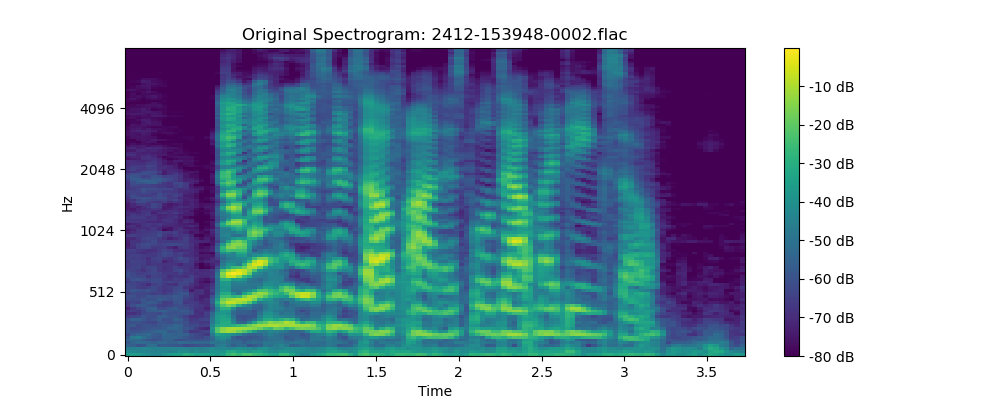 Original Spectrogram: 2412-153948-0002.flac
Hz
4096
2048
1024
512
0
0 0.5 1 1.5 2 2.5 3 3.5
Time
-10 dB
-20 dB
-30 dB
-40 dB
-50 dB
-60 dB
-70 dB
-80 dB